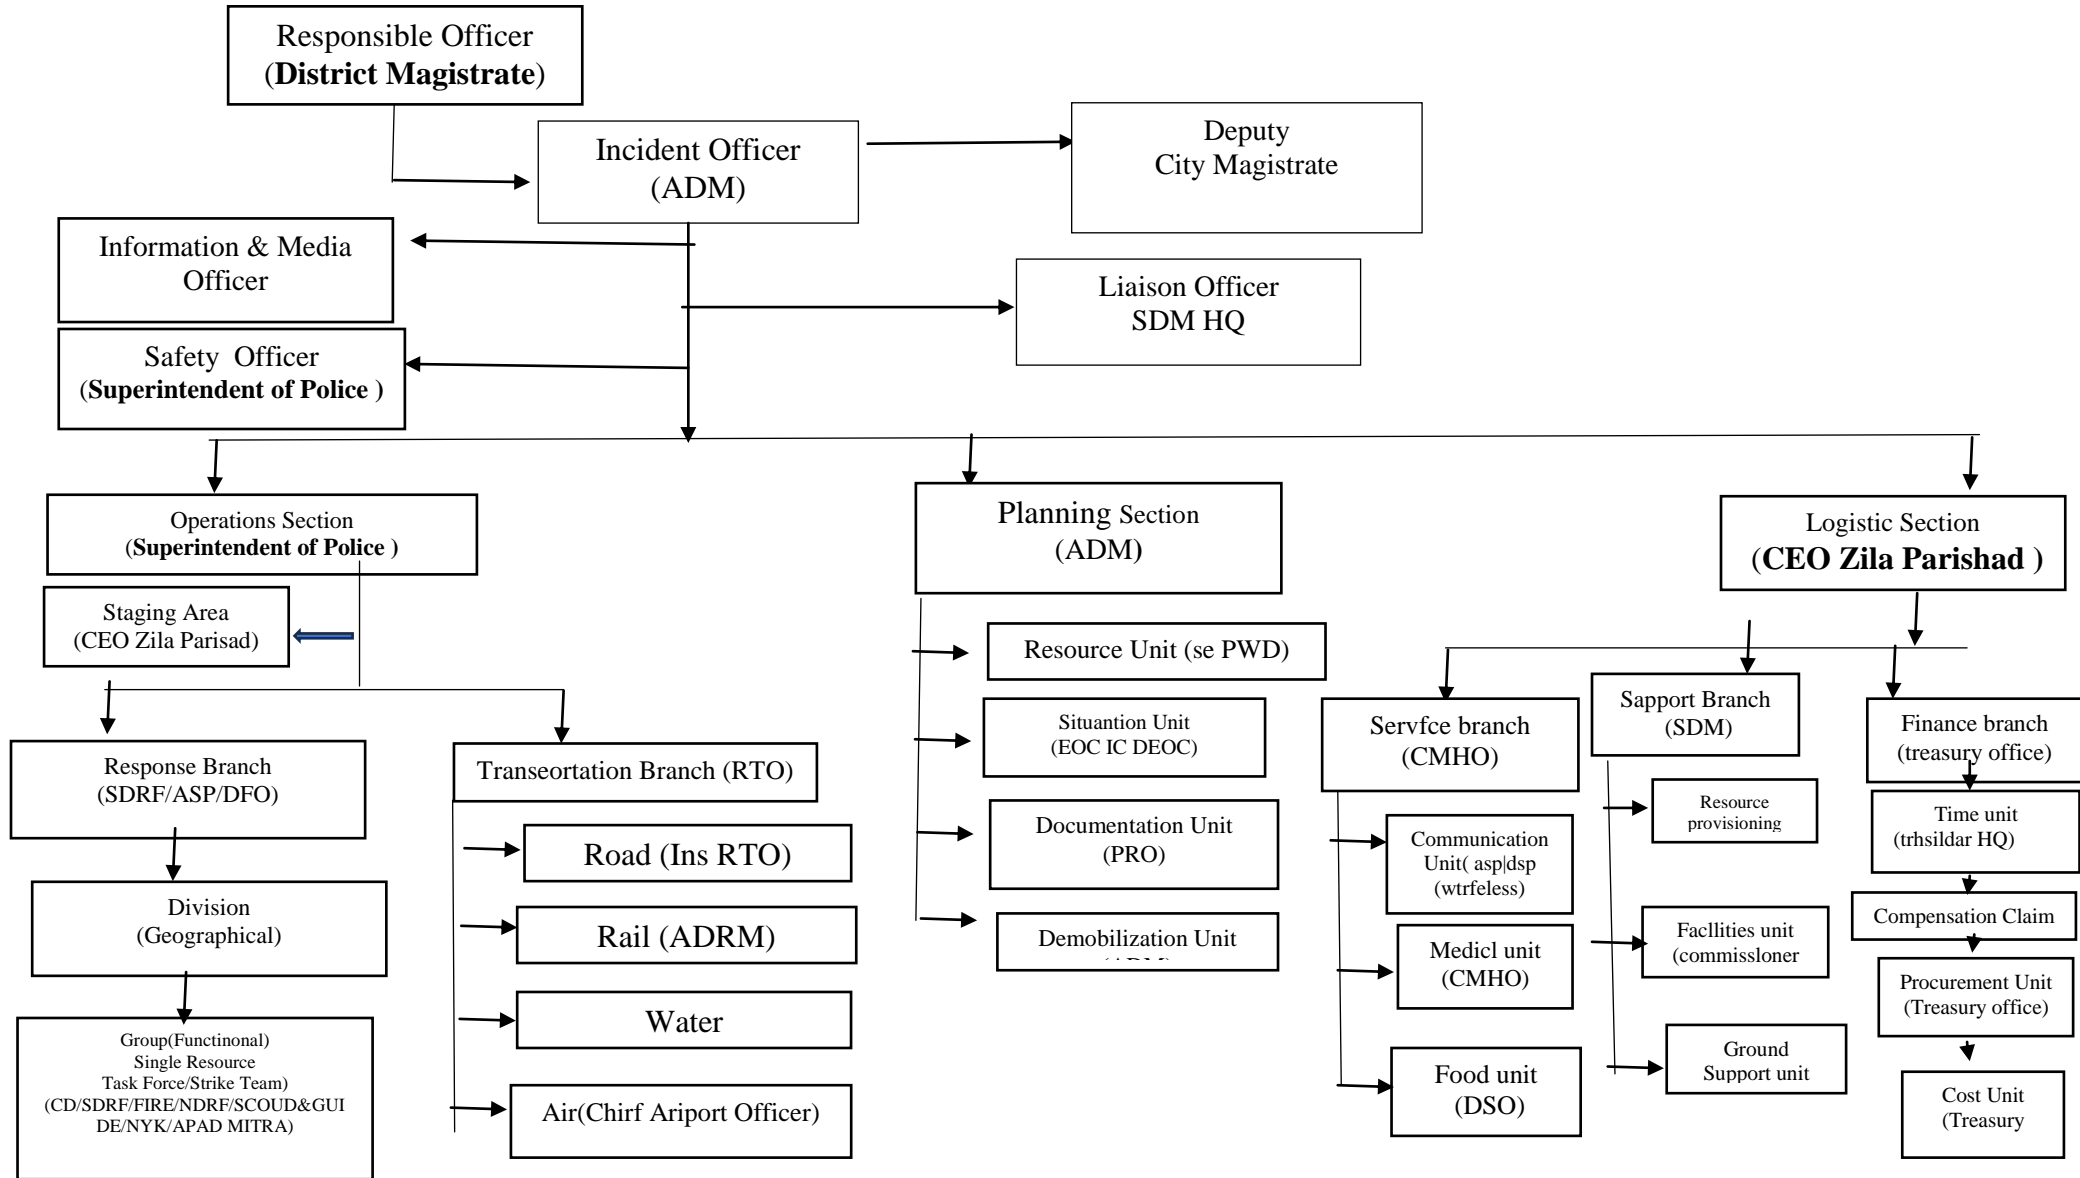 Responsible Officer
(District Magistrate)
Incident Officer
(ADM)
Deputy
City Magistrate
Information & Media
Officer
Liaison Officer
SDM HQ
Safety Officer
(Superintendent of Police )
Operations Section
(Superintendent of Police )
Planning Section
(ADM)
Logistic Section
(CEO Zila Parishad )
Staging Area
(CEO Zila Parisad)
Response Branch
(SDRF/ASP/DFO)
Division
(Geographical)
Group(Functinonal)
Single Resource
Task Force/Strike Team)
(CD/SDRF/FIRE/NDRF/SCOUD&GUI
DE/NYK/APAD MITRA)
Transeortation Branch (RTO)
Road (Ins RTO)
Rail (ADRM)
Water
Air(Chirf Ariport Officer)
Resource Unit (se PWD)
Situantion Unit
(EOC IC DEOC)
Documentation Unit
(PRO)
Demobilization Unit
Servfce branch
(CMHO)
Communication
Unit( asp|dsp
(wtrfeless)
Medicl unit
(CMHO)
Food unit
(DSO)
Sapport Branch
(SDM)
Resource
provisioning
Facllities unit
(commissloner
Ground
Support unit
Finance branch
(treasury office)
Time unit
(trhsildar HQ)
Compensation Claim
Procurement Unit
(Treasury office)
Cost Unit
(Treasury